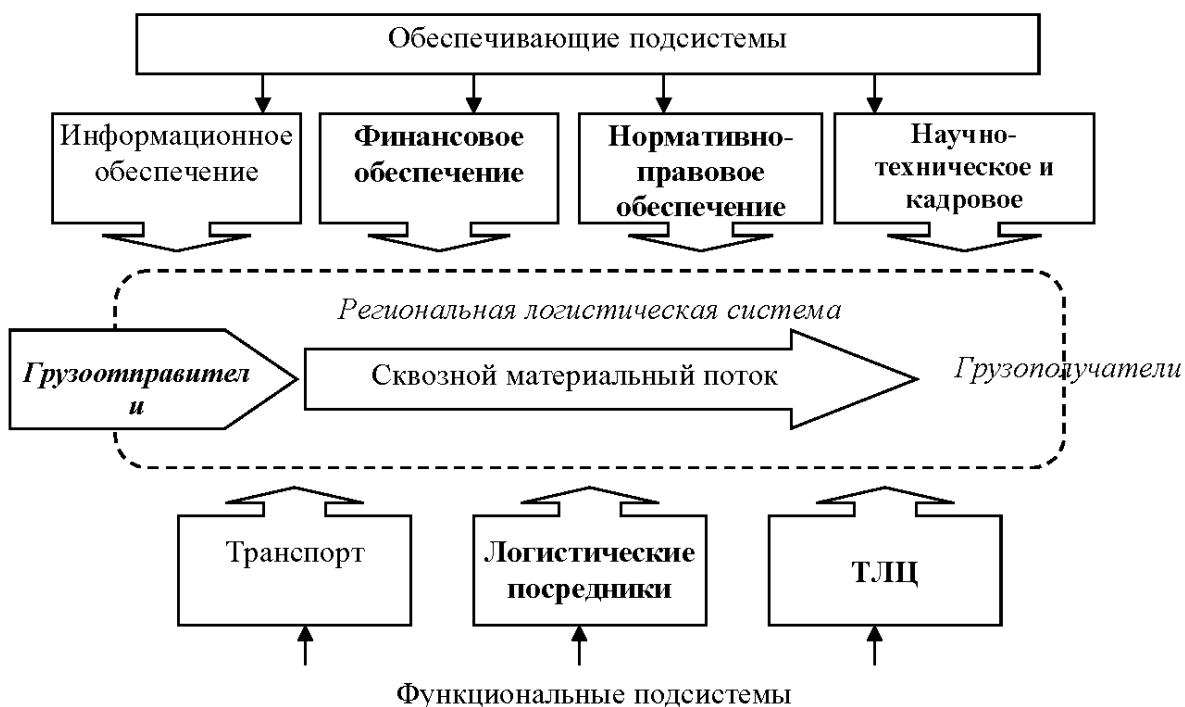 Обеспечивающие подсистемы
Информационное
обеспечение
Финансовое
обеспечение
Нормативно-
правовое
обеспечение
Научно-
техническое и
кадровое
Региональная логистическая система
Грузоотправител
и
Сквозной материальный поток
Грузополучатели
Транспорт
Логистические
посредники
ТЛЦ
Функциональные подсистемы